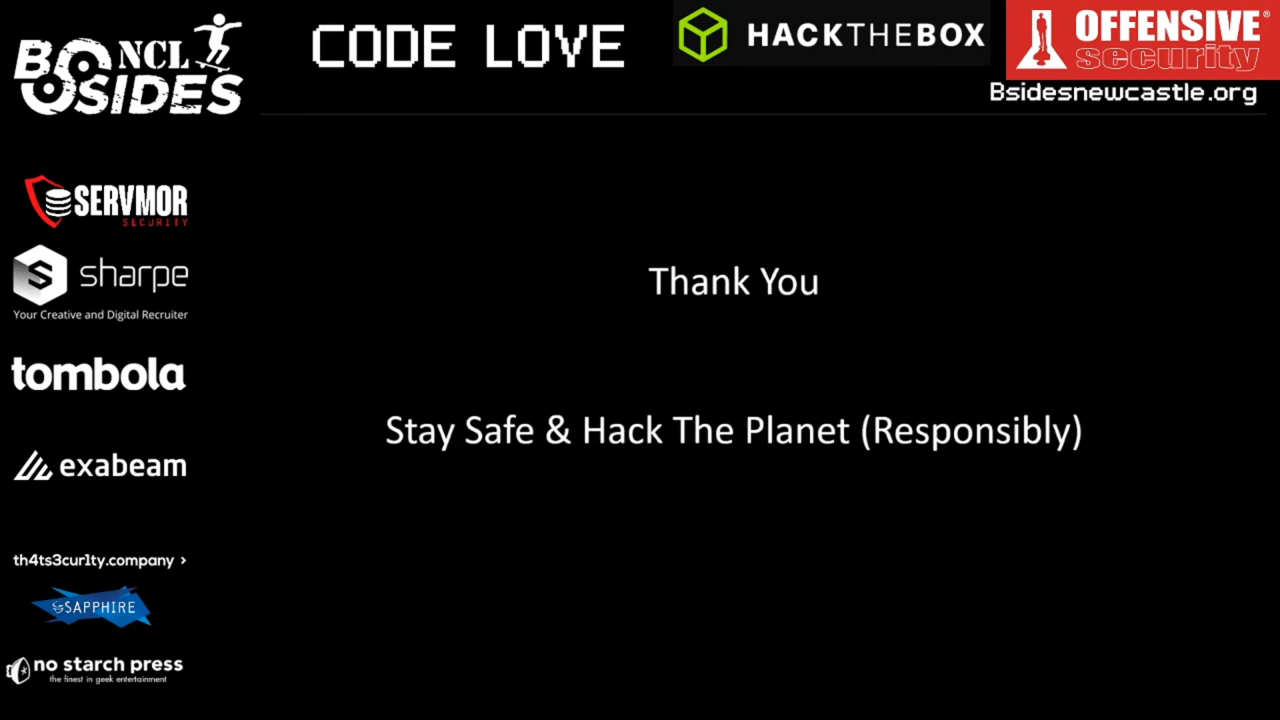 BSIDES NCL
CODE LOVE
HACKTHEBOX
OFFENSIVE®
security
Bsidesnewcastle.org
SERVMOR
SECURITY
sharpe
Your Creative and Digital Recruiter
tombola
exabeam
th4ts3cur1ty.company ›
SAPPHIRE
no starch press
the finest in geek entertainment
Thank You
Stay Safe & Hack The Planet (Responsibly)